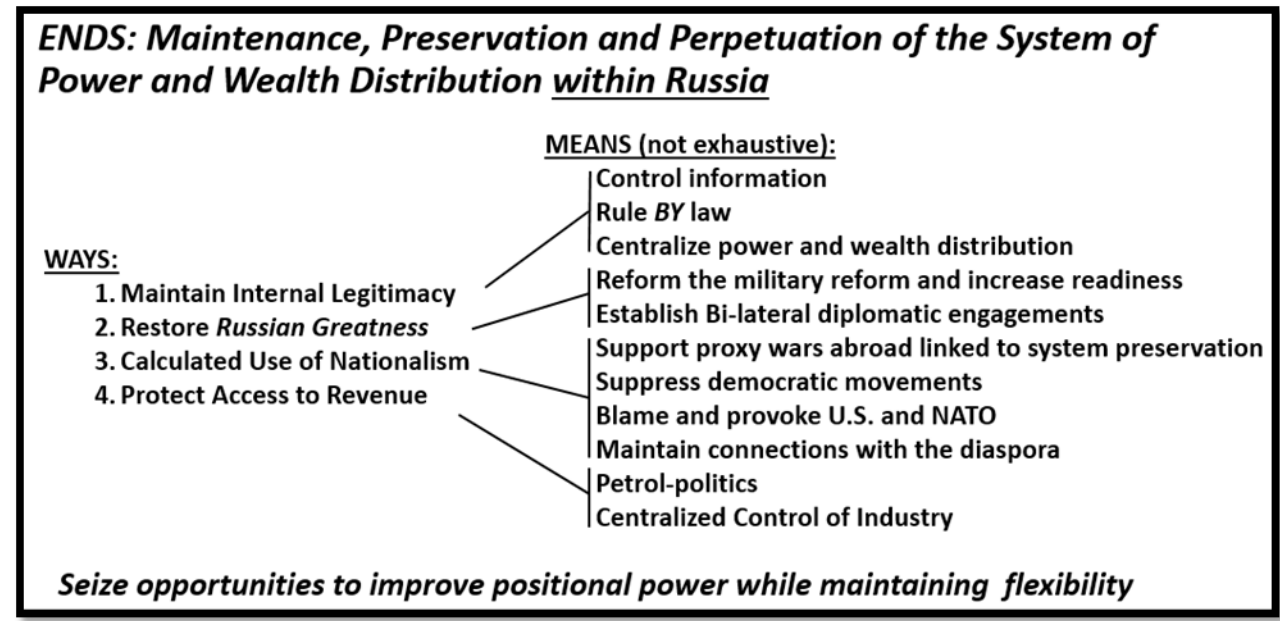 ENDS: Maintenance, Preservation and Perpetuation of the System of
Power and Wealth Distribution within Russia
MEANS (not exhaustive):
Control information
Rule BY law
Centralize power and wealth distribution
Reform the military reform and increase readiness
Establish Bi-lateral diplomatic engagements
Support proxy wars abroad linked to system preservation
Suppress democratic movements
Blame and provoke U.S. and NATO
Maintain connections with the diaspora
Petrol-politics
Centralized Control of Industry
WAYS:
1. Maintain Internal Legitimacy
2. Restore Russian Greatness
3. Calculated Use of Nationalism
4. Protect Access to Revenue
Seize opportunities to improve positional power while maintaining flexibility